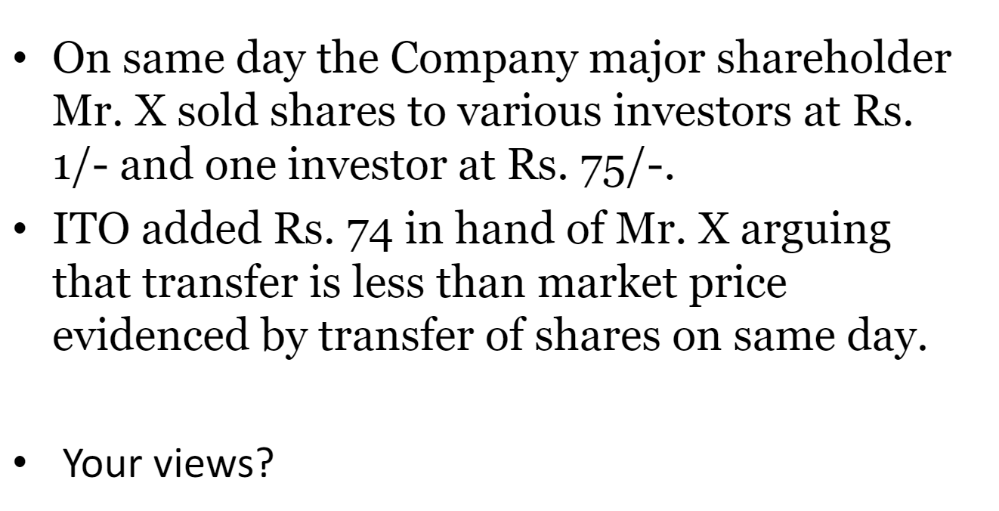 • On same day the Company major shareholder
Mr. X sold shares to various investors at Rs.
1/- and one investor at Rs. 75/-.
• ITO added Rs. 74 in hand of Mr. X arguing
that transfer is less than market price
evidenced by transfer of shares on same day.
• Your views?